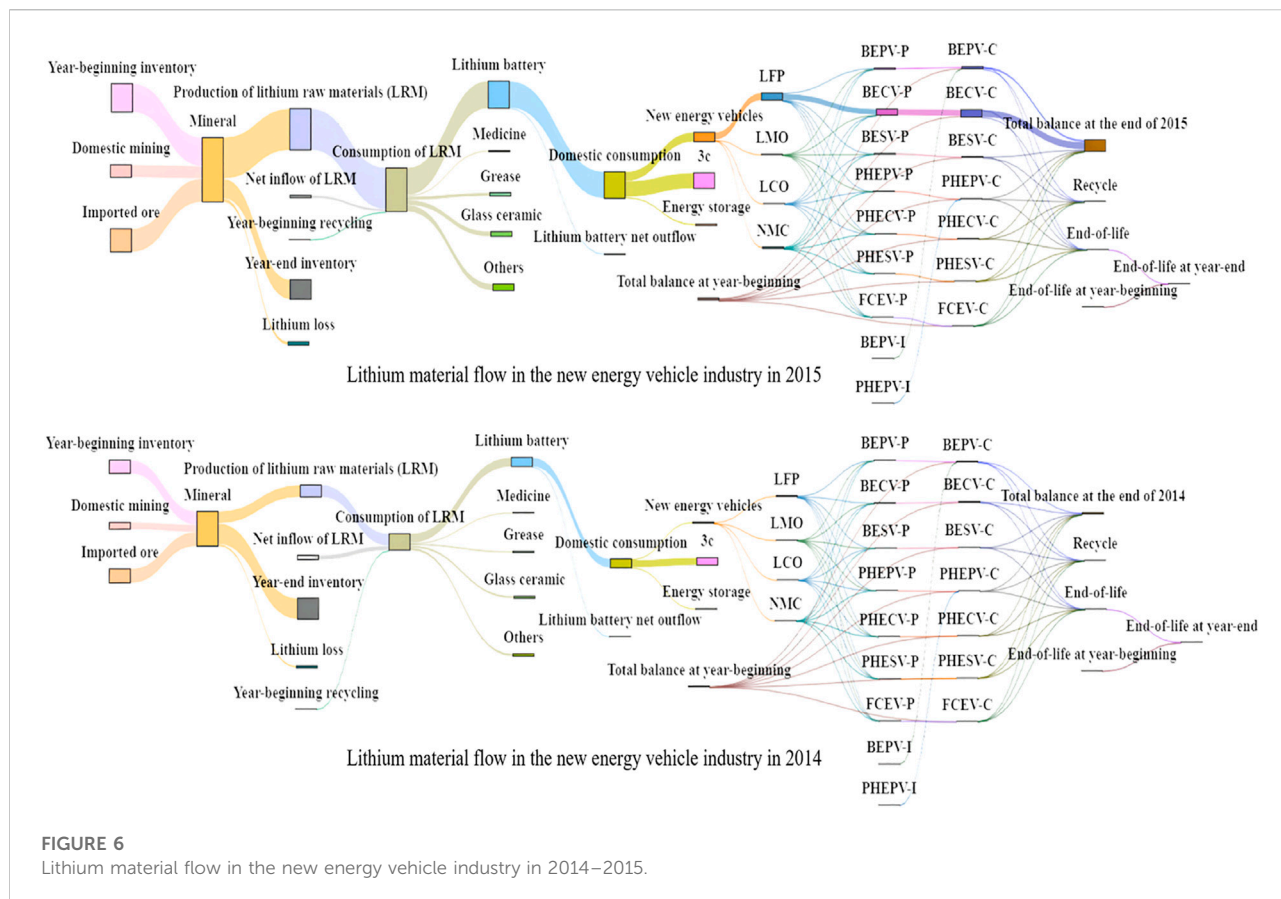 Year-beginning inventory
Domestic mining
Imported ore
Mineral
Production of lithium raw materials (LRM)
Net inflow of LRM
Year-beginning recycling
Year-end inventory
Lithium loss
Consumption of LRM
Lithium battery
Medicine
Grease
Glass ceramic
Others
Domestic consumption
Lithium battery net outflow
New energy vehicles
3c
Energy storage
Total balance at year-beginning
LFP
LMO
LCO
NMC
BEPV-P
BECV-P
BESV-P
PHEPV-P
PHECV-P
PHESV-P
FCEV-P
BEPV-I
PHEPV-I
BEPV-C
BECV-C
BESV-C
PHEPV-C
PHECV-C
PHESV-C
FCEV-C
Total balance at the end of 2015
Recycle
End-of-life
End-of-life at year-beginning
End-of-life at year-end
Lithium material flow in the new energy vehicle industry in 2015
Year-beginning inventory
Domestic mining
Imported ore
Mineral
Production of lithium raw materials (LRM)
Net inflow of LRM
Year-end inventory
Lithium loss
Year-beginning recycling
Consumption of LRM
Lithium battery
Medicine
Grease
Glass ceramic
Others
Domestic consumption
Lithium battery net outflow
New energy vehicles
3c
Energy storage
Total balance at year-beginning
LFP
LMO
LCO
NMC
BEPV-P
BECV-P
BESV-P
PHEPV-P
PHECV-P
PHESV-P
FCEV-P
BEPV-I
PHEPV-I
BEPV-C
BECV-C
BESV-C
PHEPV-C
PHECV-C
PHESV-C
FCEV-C
Total balance at the end of 2014
Recycle
End-of-life
End-of-life at year-beginning
End-of-life at year-end
Lithium material flow in the new energy vehicle industry in 2014
FIGURE 6
Lithium material flow in the new energy vehicle industry in 2014–2015.